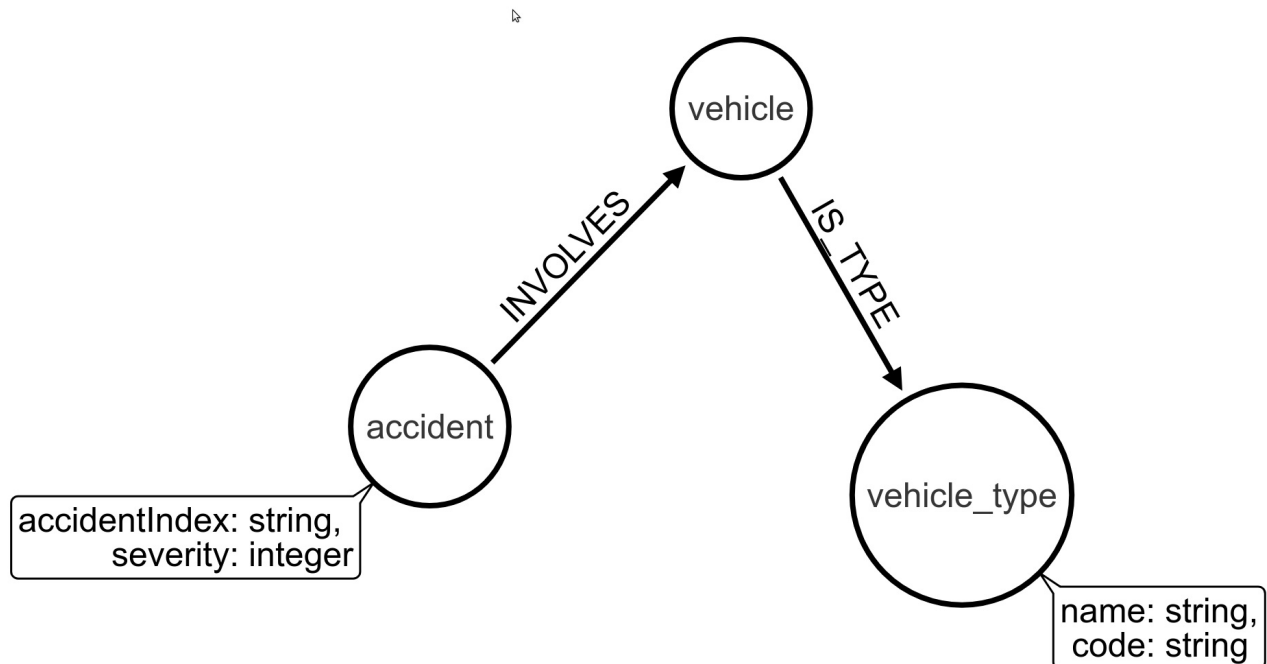 vehicle
INVOLVES
IS_TYPE
accident
vehicle_type
accidentIndex: string,
severity: integer
name: string,
code: string